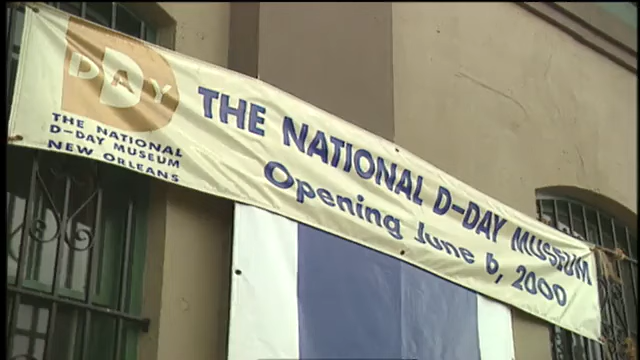 D-DAY
THE NATIONAL
D-DAY MUSEUM
NEW ORLEANS
THE NATIONAL D-DAY MUSEUM
Opening June 6, 2000